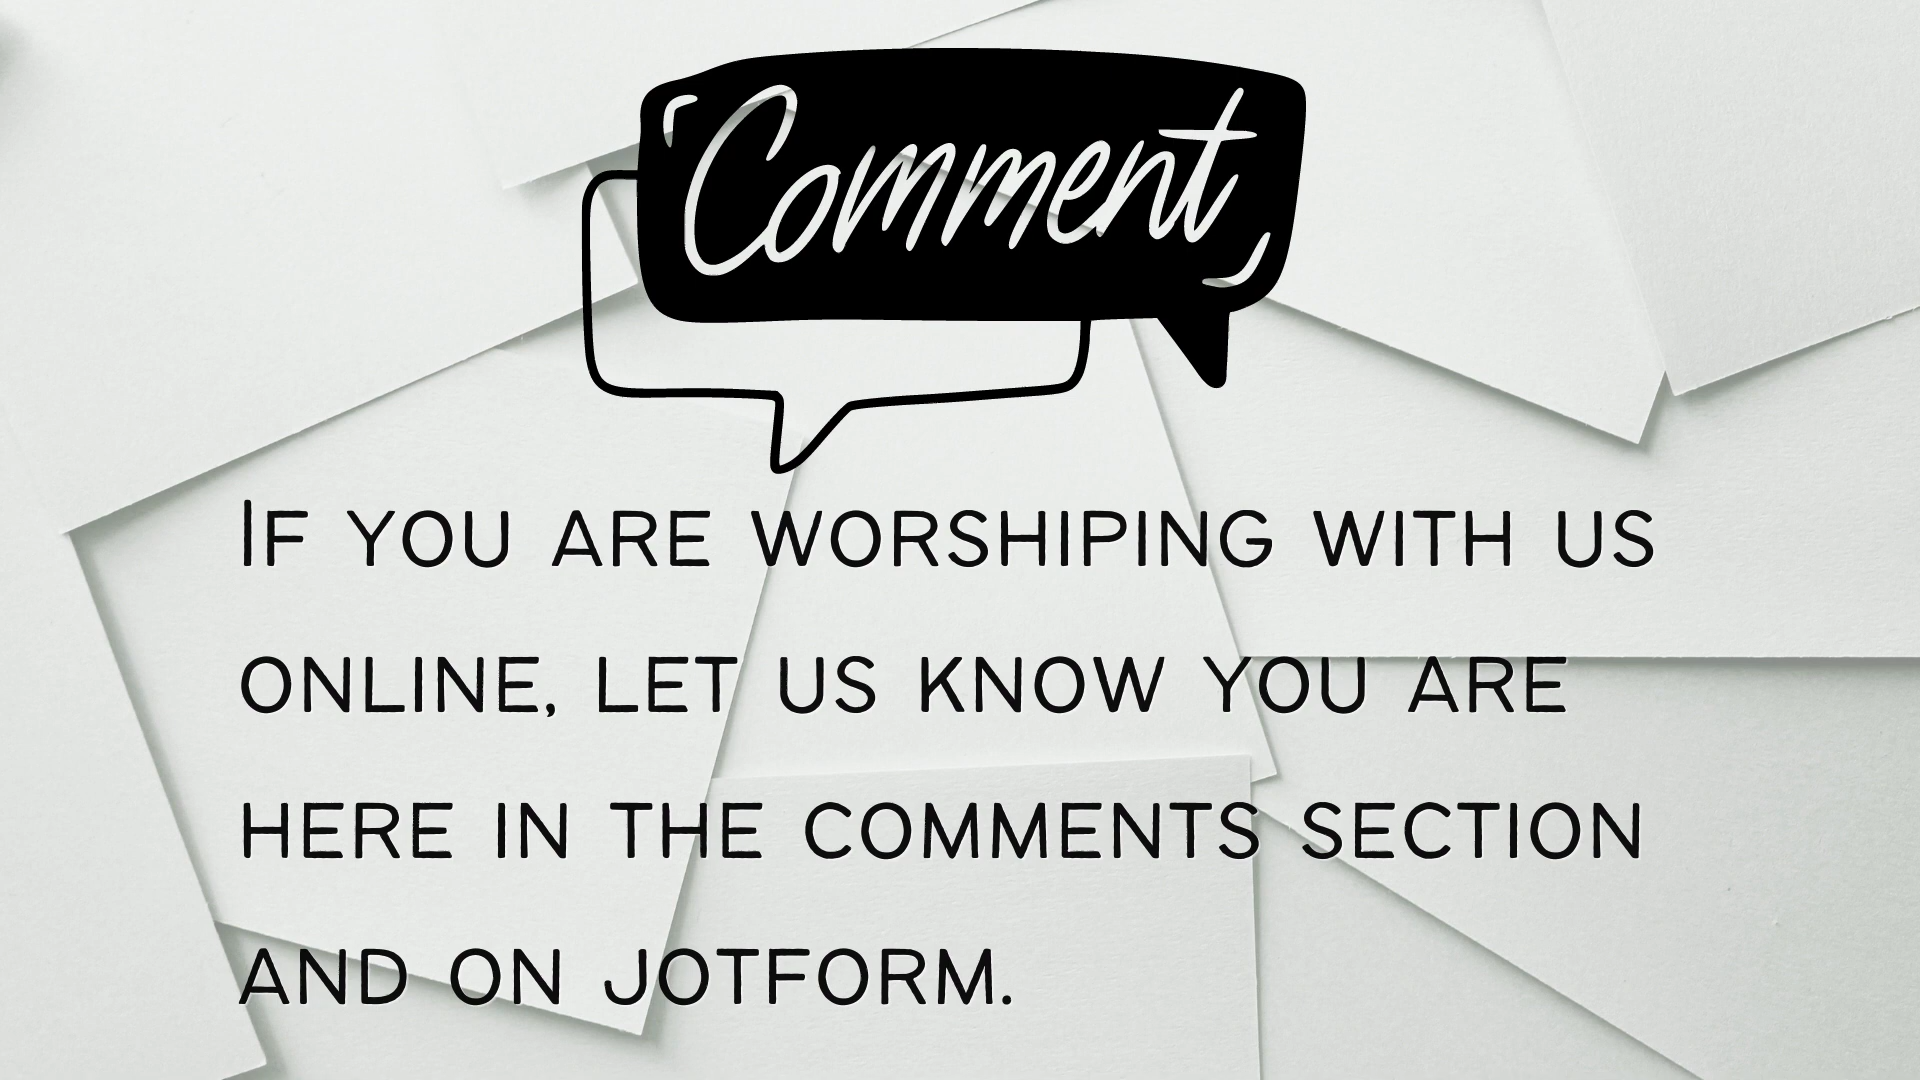 Comment
If you are worshiping with us
online, let us know you are
here in the comments section
and on jotform.